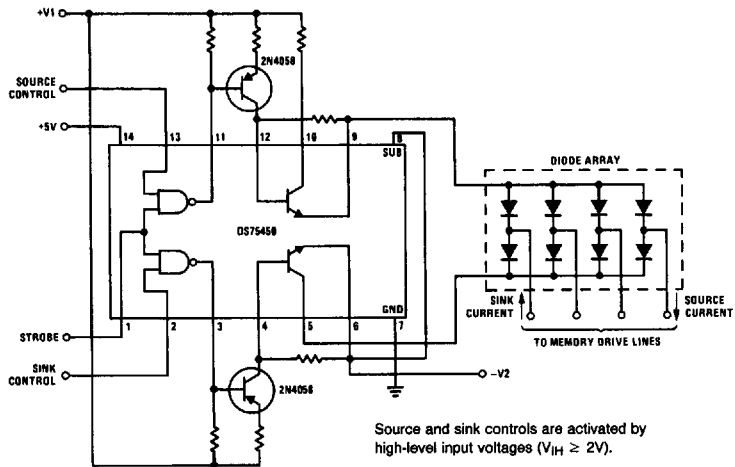 +V1
2N4058
SOURCE
CONTROL
+5V
14
13
11
12
10
9
8
SUB
DIODE ARRAY
DS75450
GND
1
2
3
4
5
6
7
SINK
CURRENT
SOURCE
CURRENT
STROBE
TO MEMORY DRIVE LINES
SINK
CONTROL
–V2
2N4058
Source and sink controls are activated by
high-level input voltages (VIH ≥ 2V).